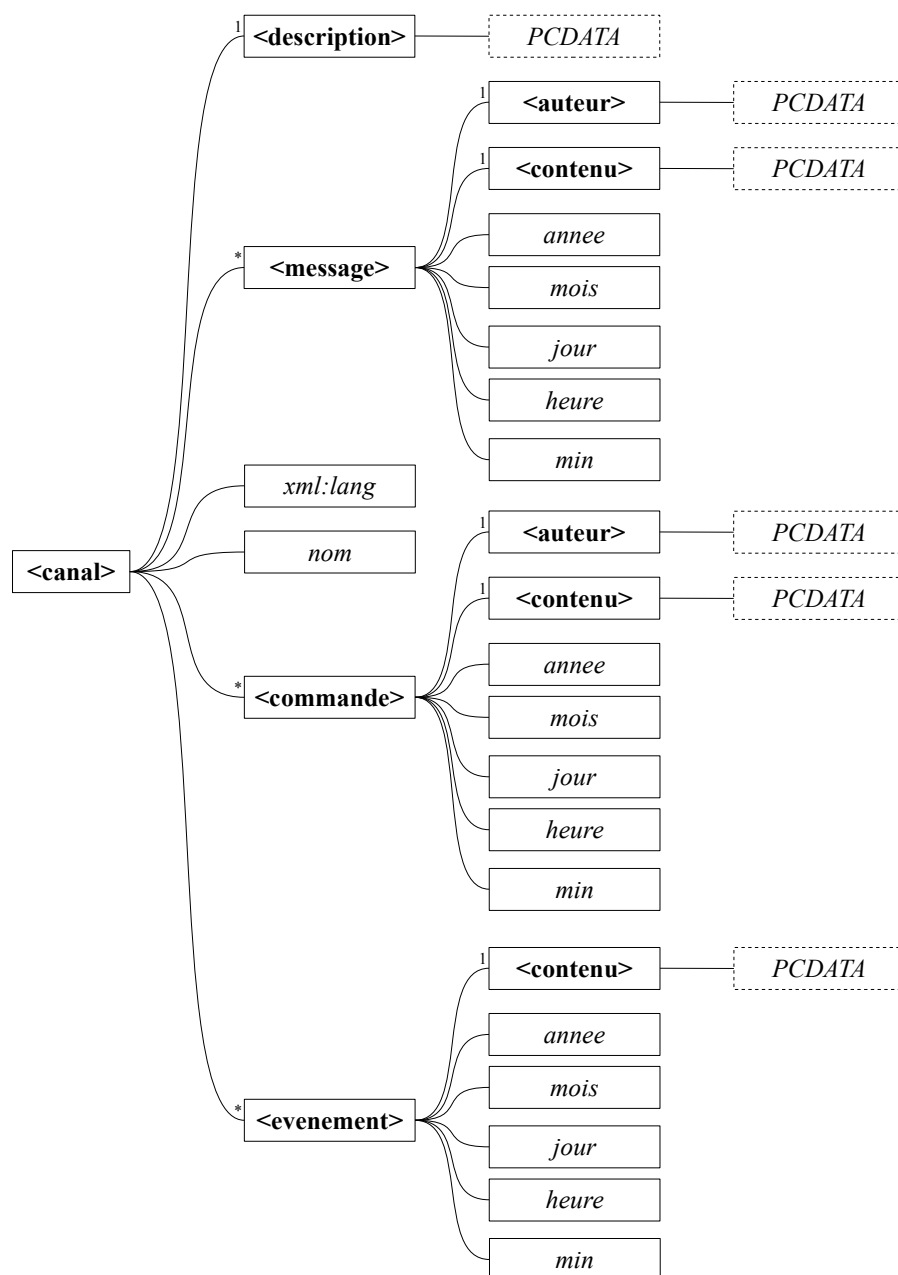 1
<description>
PCDATA
1
<auteur>
PCDATA
1
<contenu>
PCDATA
annee
*
<message>
mois
jour
heure
min
xml:lang
nom
<canal>
1
<auteur>
PCDATA
1
<contenu>
PCDATA
annee
*
<commande>
mois
jour
heure
min
1
<contenu>
PCDATA
annee
mois
*
<evenement>
jour
heure
min